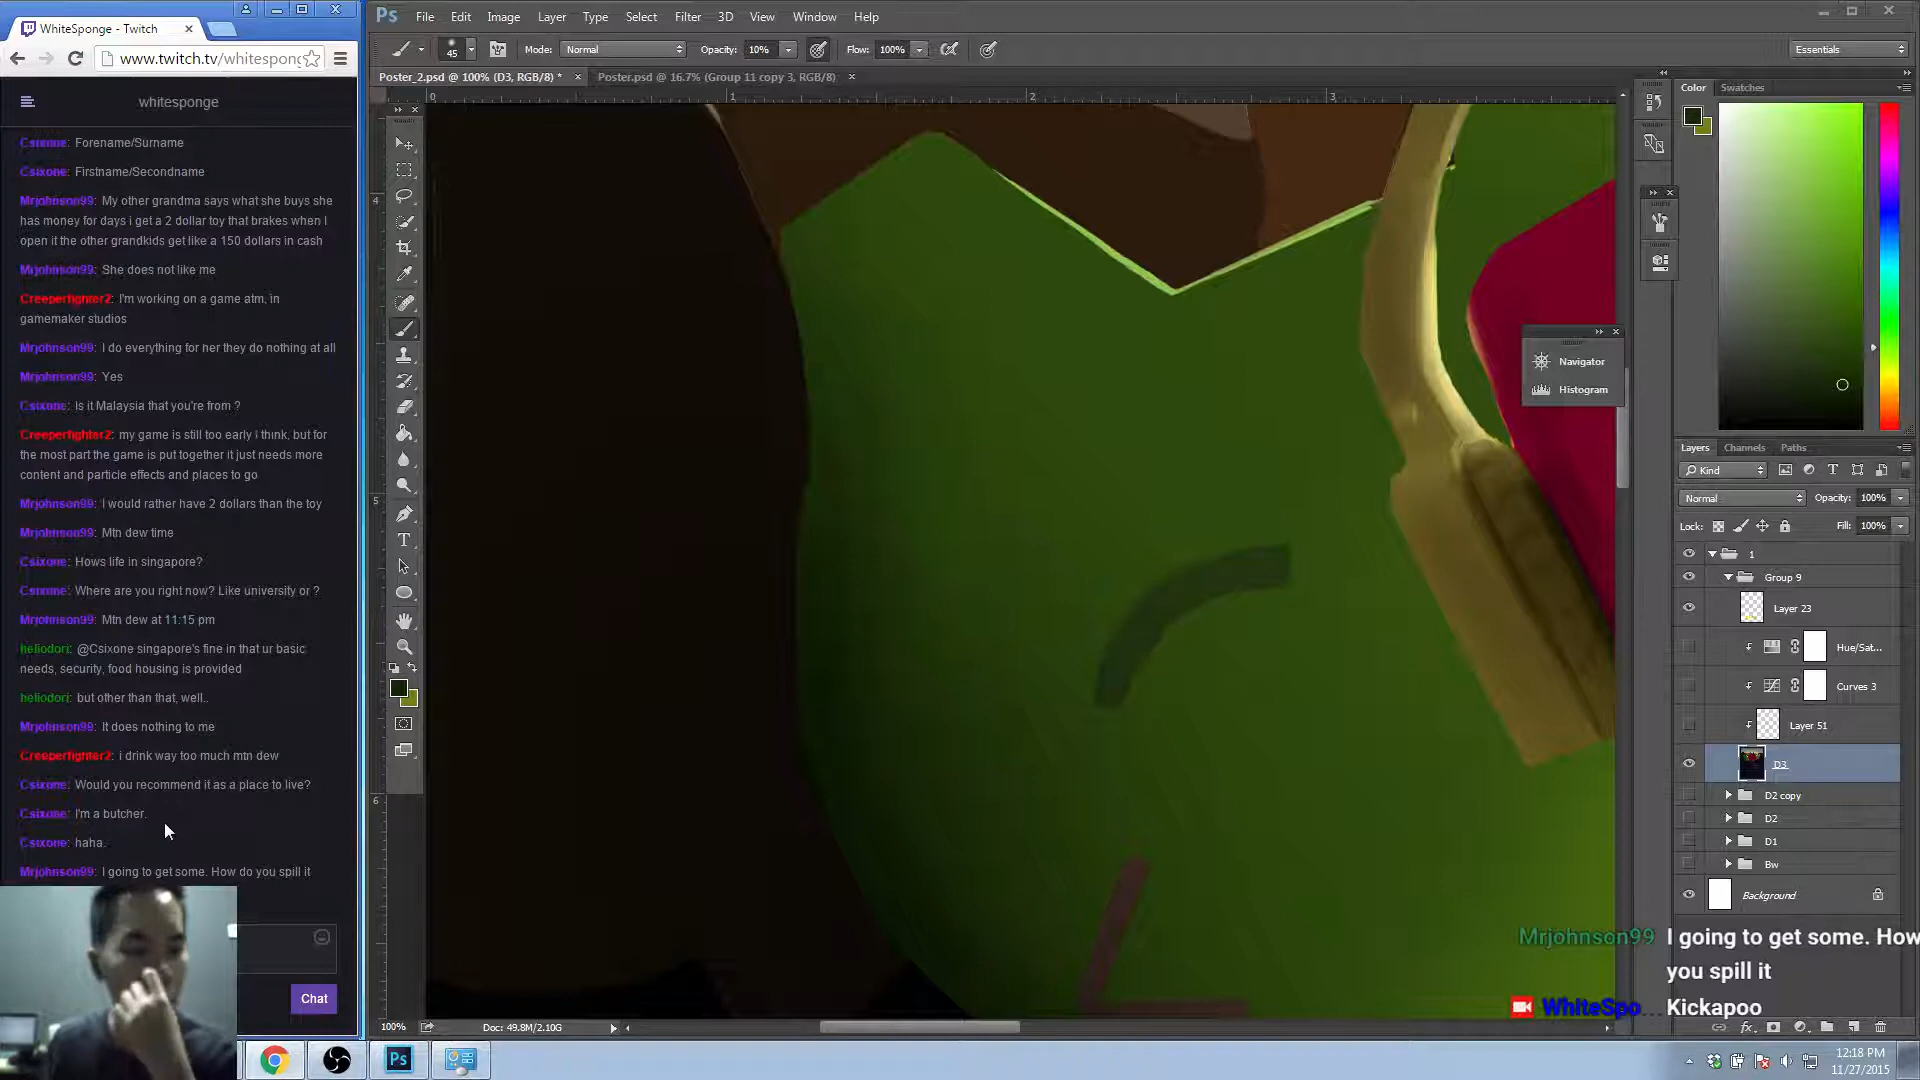 WhiteSponge - Twitch
www.twitch.tv/whitespong
whitesponge
Csixone: Forename/Surname
Csixone: Firstname/Secondname
Mrjohnson99: My other grandma says what she buys she
has money for days i get a 2 dollar toy that brakes when I
open it the other grandkids get like a 150 dollars in cash
Mrjohnson99: She does not like me
Creeperfighter2: I'm working on a game atm, in
gamemaker studios
Mrjohnson99: I do everything for her they do nothing at all
Mrjohnson99: Yes
Csixone: Is it Malaysia that you're from ?
Creeperfighter2: my game is still too early i think, but for
the most part the game is put together it just needs more
content and particle effects and places to go
Mrjohnson99: I would rather have 2 dollars than the toy
Mrjohnson99: Mtn dew time
Csixone: Hows life in singapore?
Csixone: Where are you right now? Like university or ?
Mrjohnson99: Mtn dew at 11:15 pm
heliodori: @Csixone singapore's fine in that ur basic
needs, security, food housing is provided
heliodori: but other than that, well..
Mrjohnson99: It does nothing to me
Creeperfighter2: i drink way too much mtn dew
Csixone: Would you recommend it as a place to live?
Csixone: I'm a butcher.
Csixone: haha.
Mrjohnson99: I going to get some. How do you spill it
Chat
Ps File Edit Image Layer Type Select Filter 3D View Window Help
45 Mode: Normal Opacity: 10% Flow: 100% Essentials
Poster_2.psd @ 100% (D3, RGB/8) * Poster.psd @ 16.7% (Group 11 copy 3, RGB/8)
0 1 2 3
4
5
6
Navigator
Histogram
Color Swatches
Layers Channels Paths
Kind
Normal Opacity: 100%
Lock: Fill: 100%
1
Group 9
Layer 23
Hue/Sat...
Curves 3
Layer 51
D3
D2 copy
D2
D1
Bw
Background
Mrjohnson99 I going to get some. How
you spill it
WhIteSpo... Kickapoo
100% Doc: 49.8M/2.10G
fx
Ps
12:18 PM
11/27/2015